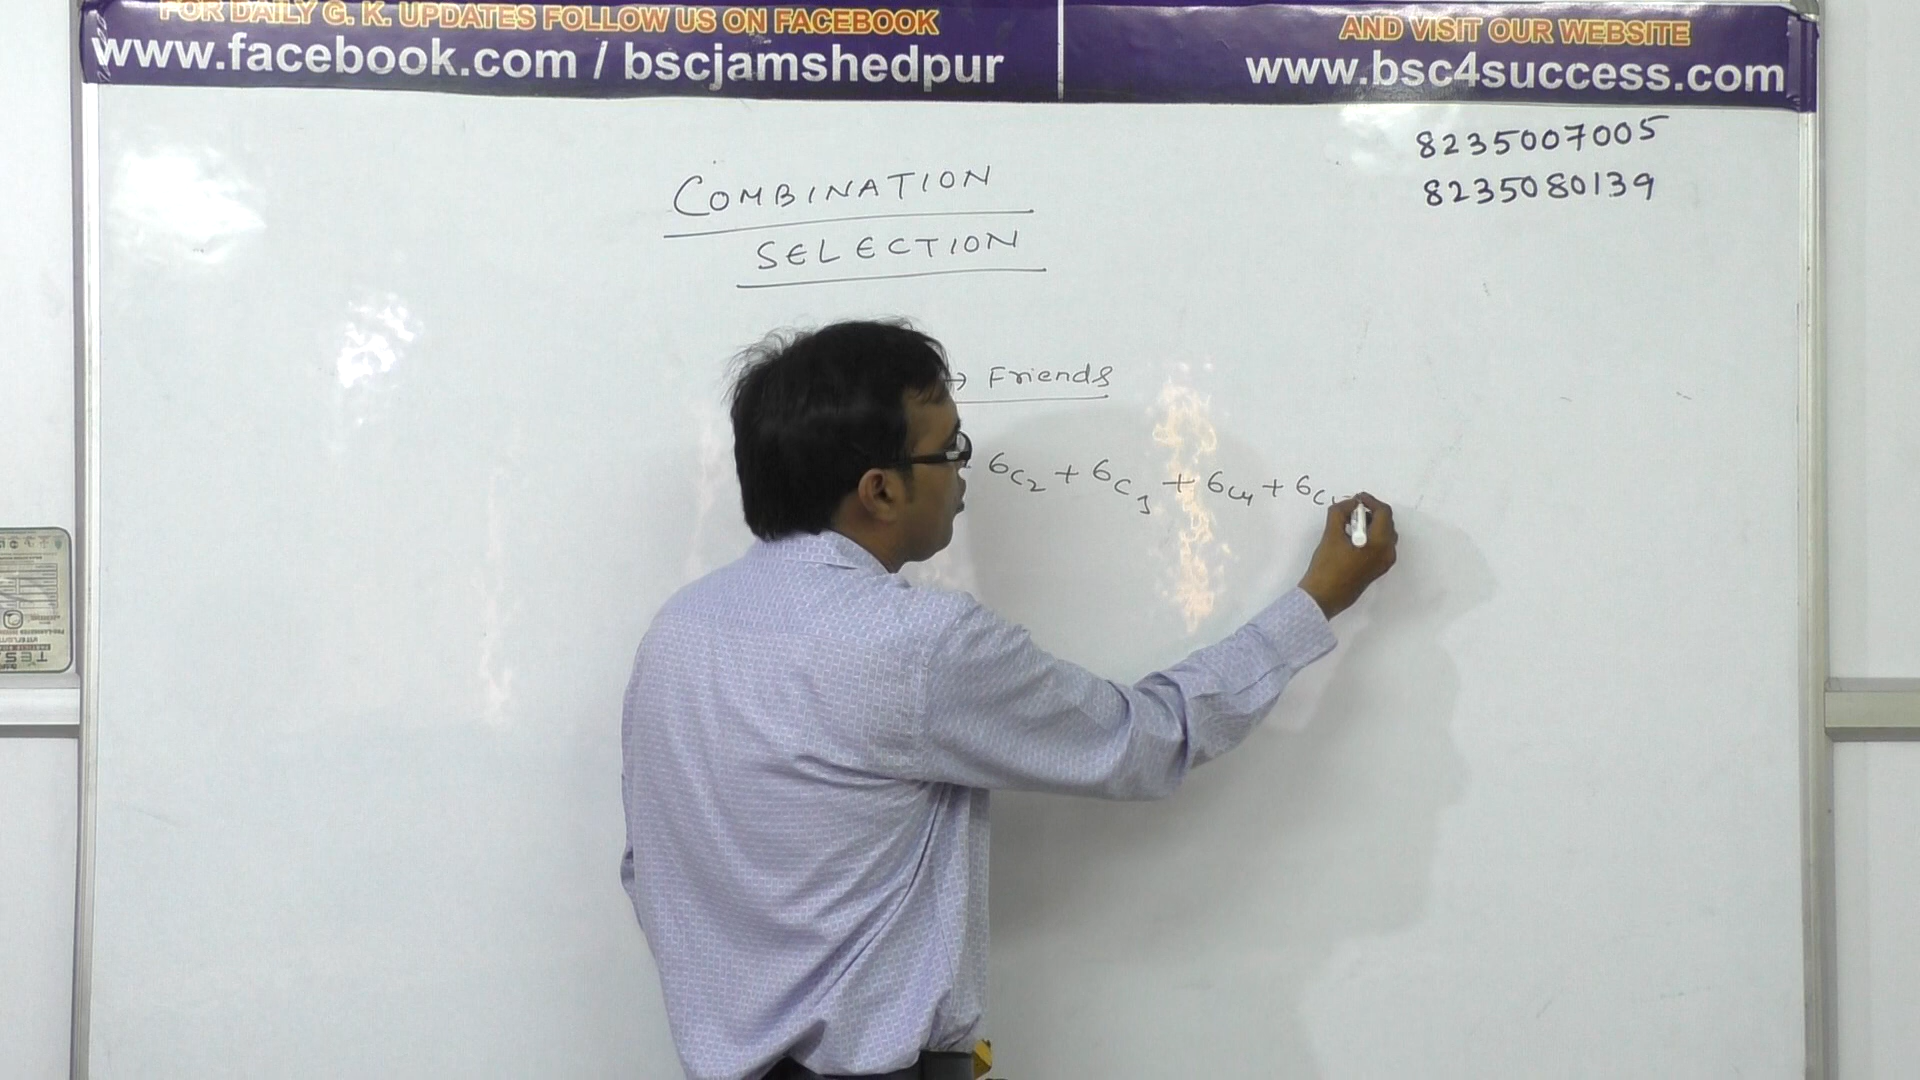 FOR DAILY G. K. UPDATES FOLLOW US ON FACEBOOK
www.facebook.com / bscjamshedpur
AND VISIT OUR WEBSITE
www.bsc4success.com
8235007005
8235080139
COMBINATION
SELECTION
→ Friends
6C2 + 6C3 + 6C4 + 6C